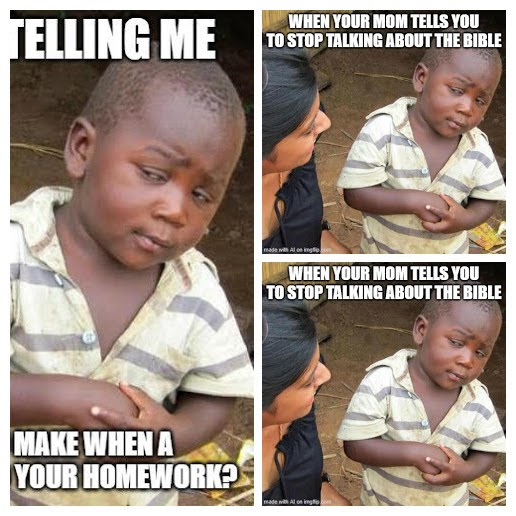 TELLING ME
MAKE WHEN A
YOUR HOMEWORK?
WHEN YOUR MOM TELLS YOU
TO STOP TALKING ABOUT THE BIBLE
made with AI on imgflip.com
WHEN YOUR MOM TELLS YOU
TO STOP TALKING ABOUT THE BIBLE
made with AI on imgflip.com